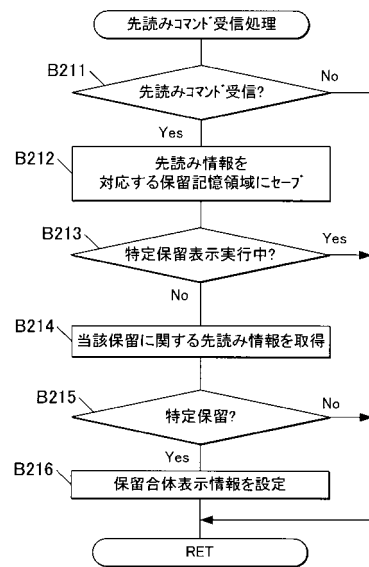 先読みコマンド受信処理
B211
先読みコマンド受信?
No
Yes
B212
先読み情報を
対応する保留記憶領域にセーブ
B213
特定保留表示実行中?
Yes
No
B214
当該保留に関する先読み情報を取得
B215
特定保留?
No
Yes
B216
保留合体表示情報を設定
RET